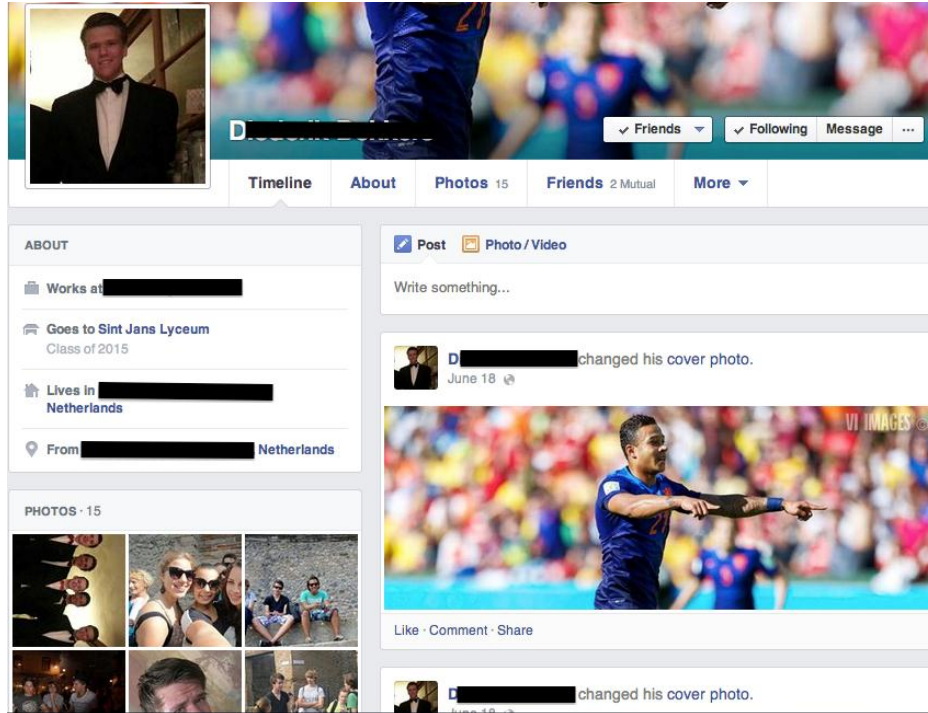 D
Friends
Following
Message
...
Timeline
About
Photos 15
Friends 2 Mutual
More
ABOUT
Works at
Goes to Sint Jans Lyceum
Class of 2015
Lives in
Netherlands
From Netherlands
PHOTOS · 15
Post
Photo / Video
Write something...
D changed his cover photo.
June 18
VI IMAGES ©
Like · Comment · Share
D changed his cover photo.
June 18